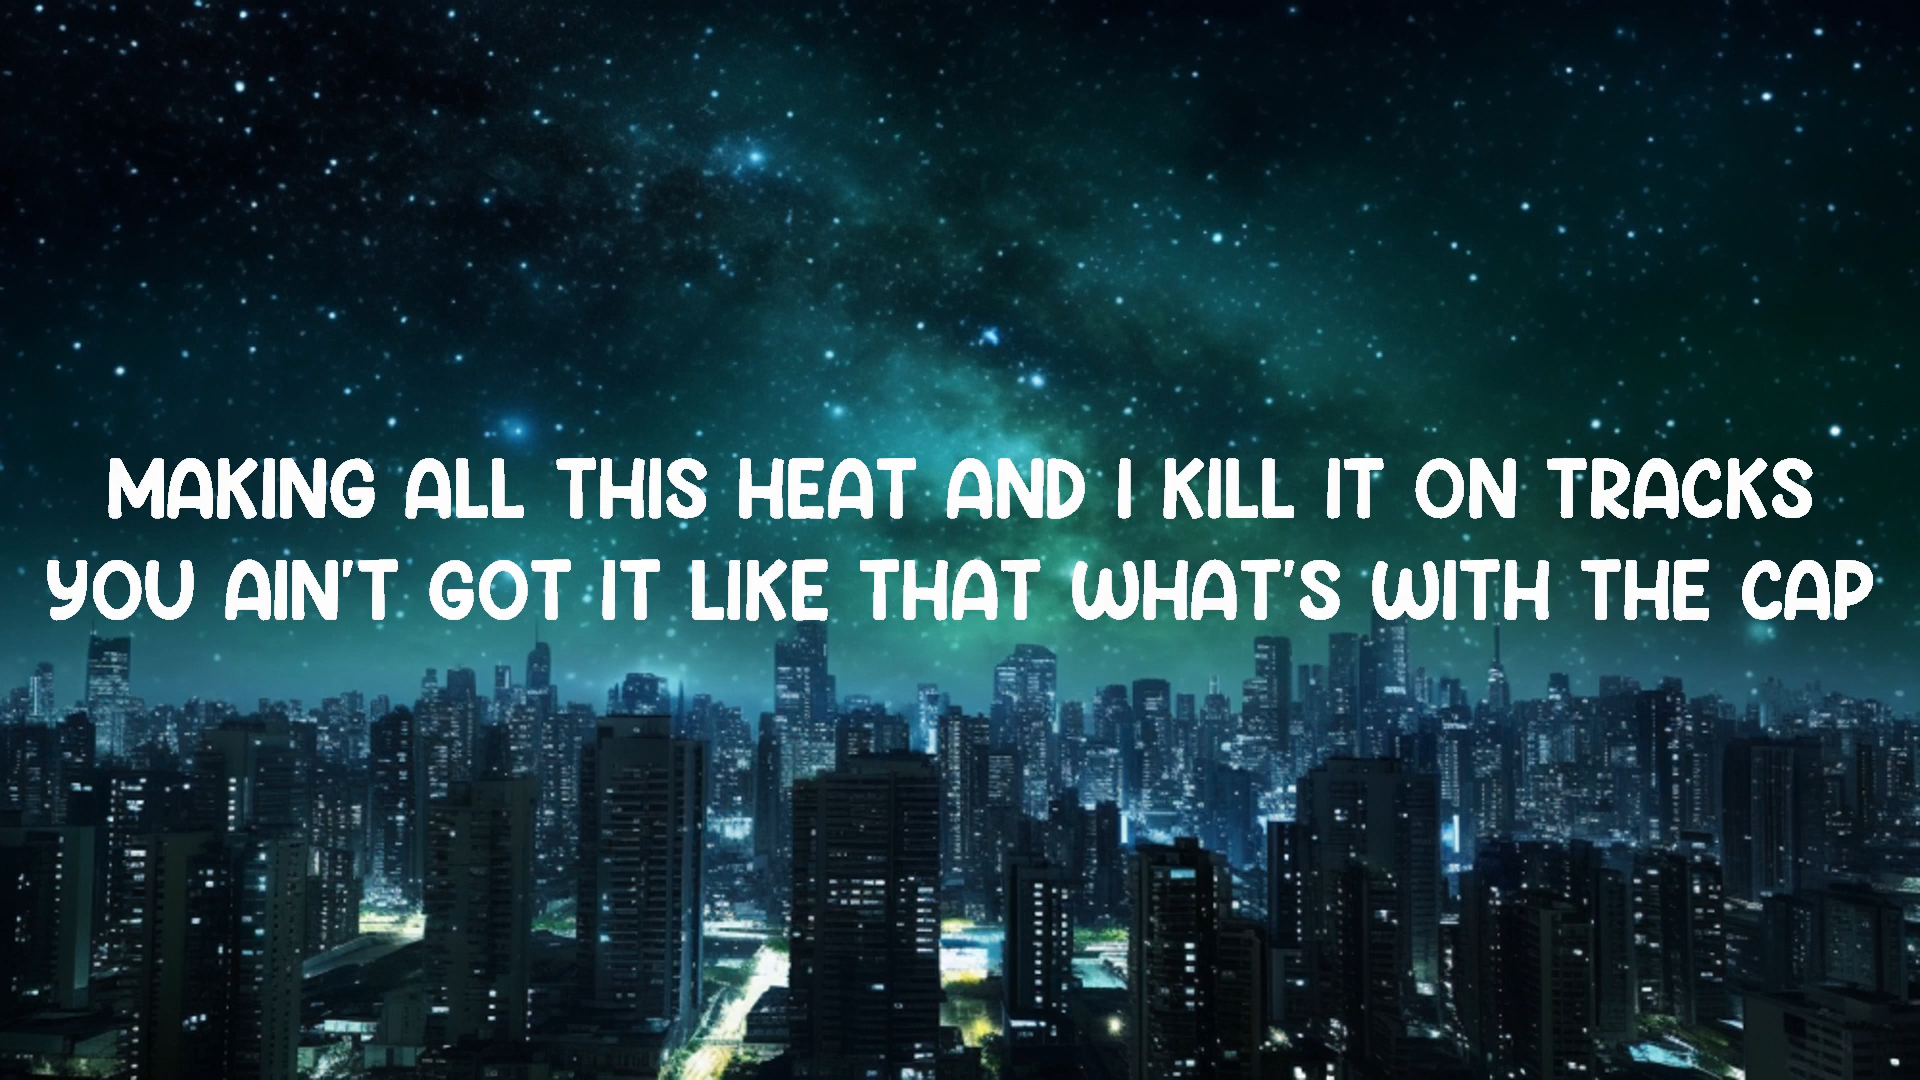 MAKING ALL THIS HEAT AND I KILL IT ON TRACKS
YOU AIN'T GOT IT LIKE THAT WHAT'S WITH THE CAP